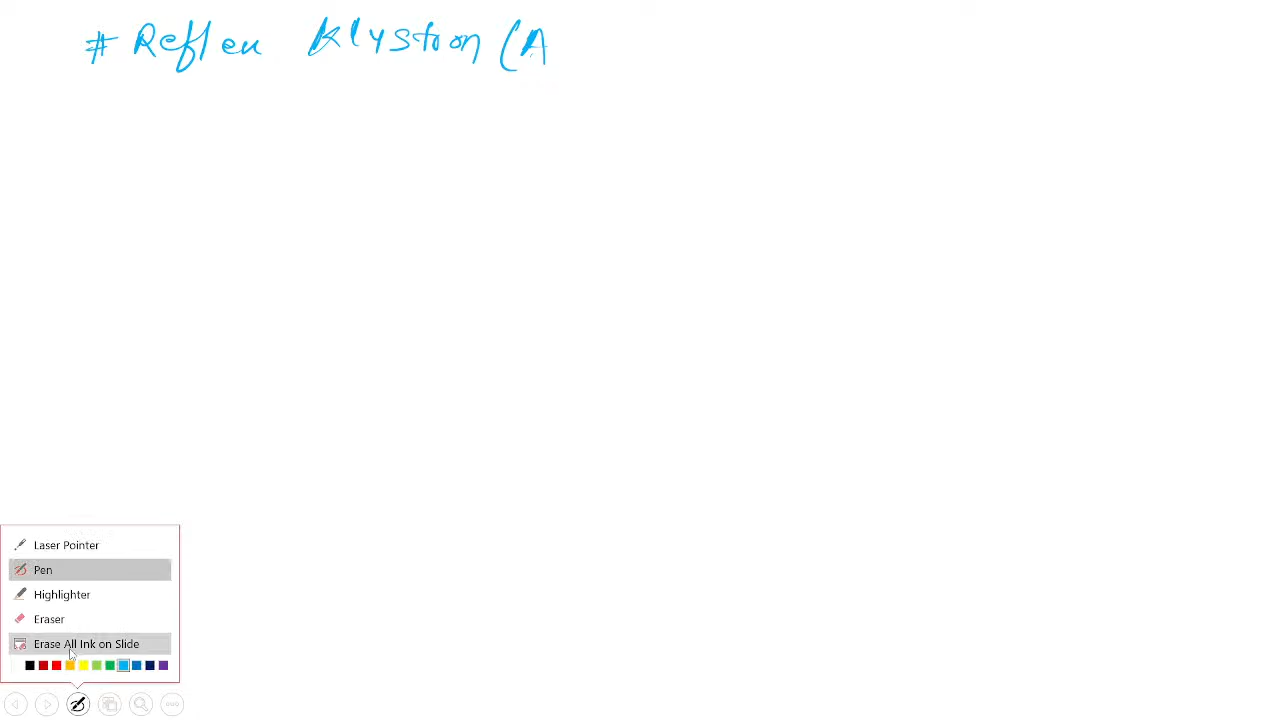 # Reflex Klystron (A
Laser Pointer
Pen
Highlighter
Eraser
Erase All Ink on Slide